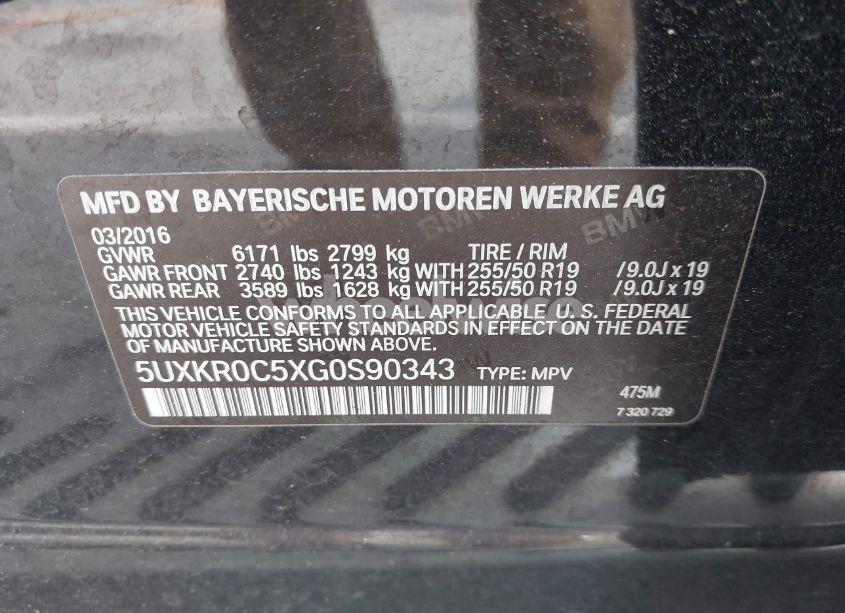 MFD BY BAYERISCHE MOTOREN WERKE AG
03/2016
GVWR 6171 lbs 2799 kg TIRE / RIM
GAWR FRONT 2740 lbs 1243 kg WITH 255/50 R19 /9.0J x 19
GAWR REAR 3589 lbs 1628 kg WITH 255/50 R19 /9.0J x 19
THIS VEHICLE CONFORMS TO ALL APPLICABLE U. S. FEDERAL
MOTOR VEHICLE SAFETY STANDARDS IN EFFECT ON THE DATE
OF MANUFACTURE SHOWN ABOVE.
5UXKR0C5XG0S90343 TYPE: MPV
475M
7 320 729
BMW
BMW